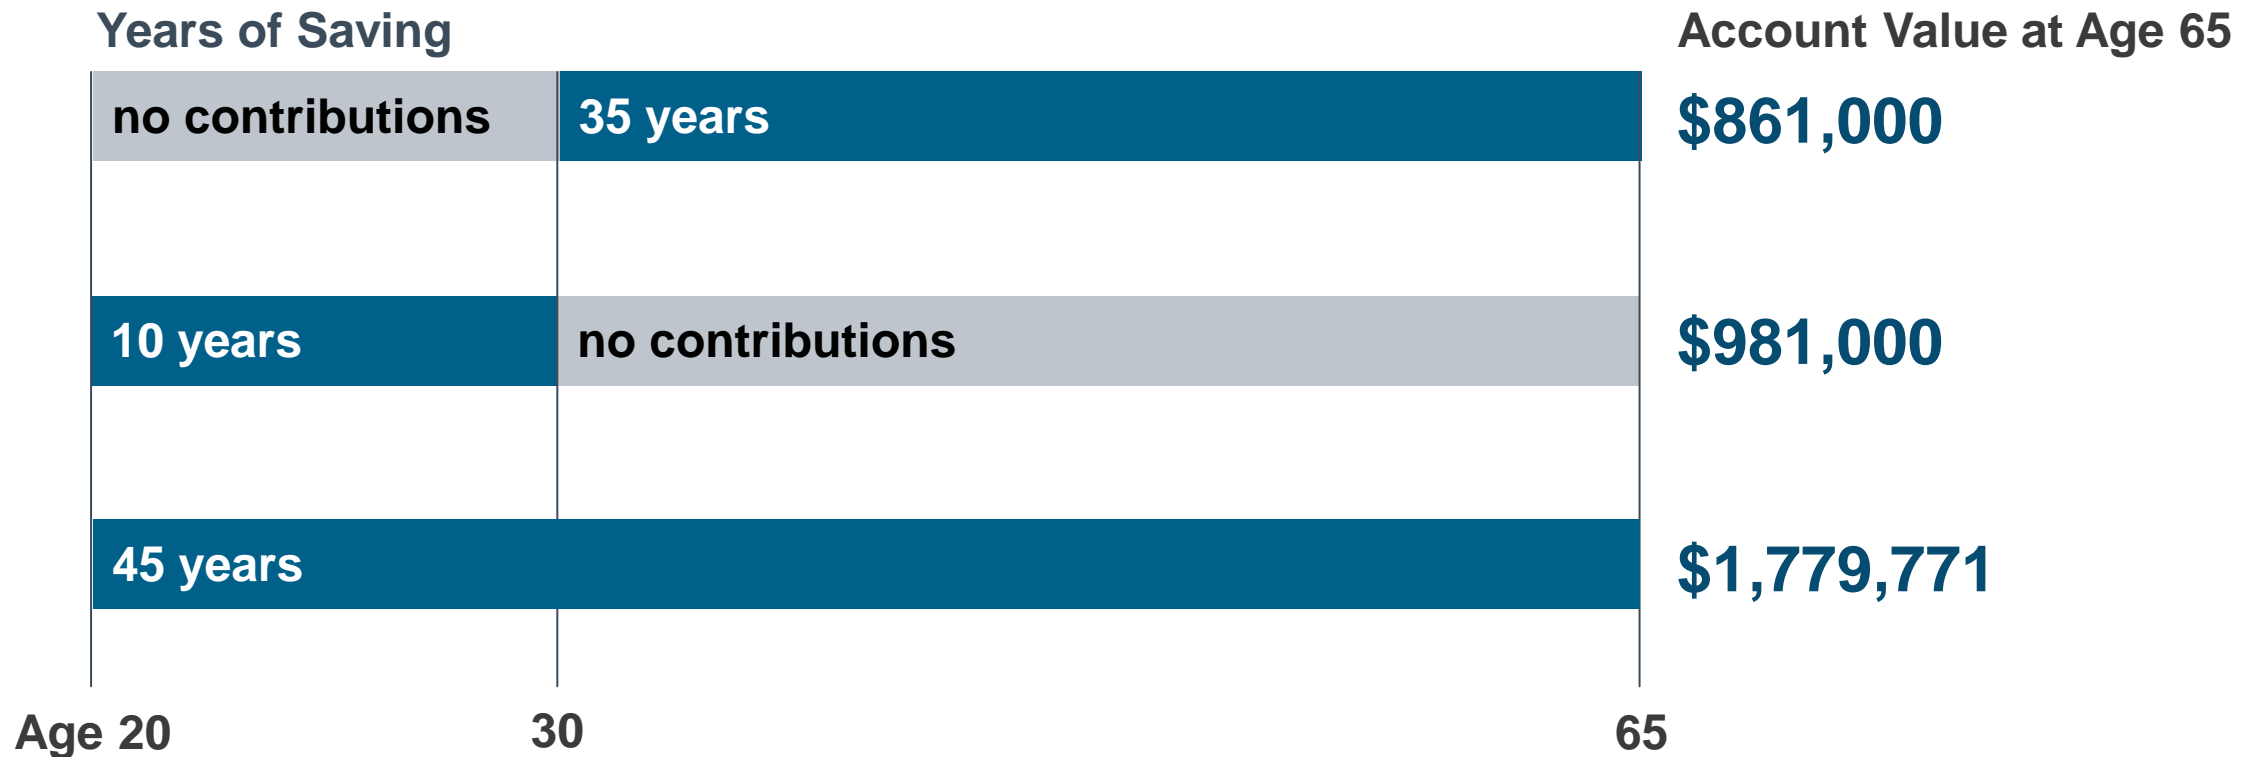 Years of Saving
Account Value at Age 65
no contributions
35 years
$861,000
10 years
no contributions
$981,000
45 years
$1,779,771
Age 20
30
65